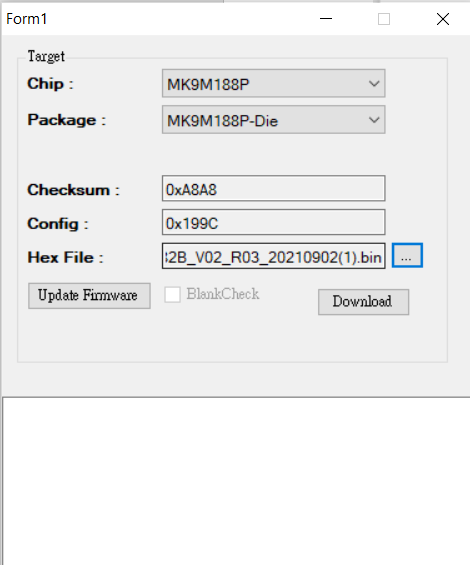 Form1
Target
Chip :
MK9M188P
Package :
MK9M188P-Die
Checksum :
0xA8A8
Config :
0x199C
Hex File :
32B_V02_R03_20210902(1).bin
...
Update Firmware
BlankCheck
Download